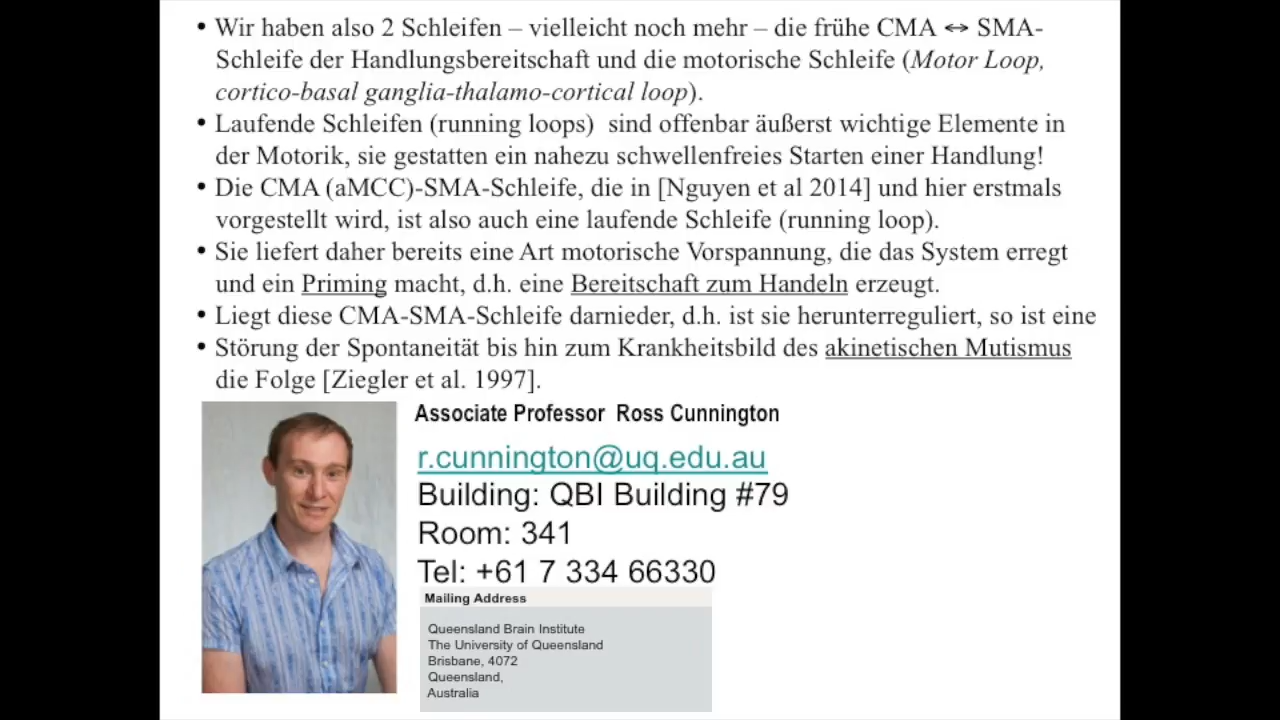 • Wir haben also 2 Schleifen – vielleicht noch mehr – die frühe CMA ↔ SMA-
Schleife der Handlungsbereitschaft und die motorische Schleife (Motor Loop,
cortico-basal ganglia-thalamo-cortical loop).
• Laufende Schleifen (running loops) sind offenbar äußerst wichtige Elemente in
der Motorik, sie gestatten ein nahezu schwellenfreies Starten einer Handlung!
• Die CMA (aMCC)-SMA-Schleife, die in [Nguyen et al 2014] und hier erstmals
vorgestellt wird, ist also auch eine laufende Schleife (running loop).
• Sie liefert daher bereits eine Art motorische Vorspannung, die das System erregt
und ein Priming macht, d.h. eine Bereitschaft zum Handeln erzeugt.
• Liegt diese CMA-SMA-Schleife darnieder, d.h. ist sie herunterreguliert, so ist eine
• Störung der Spontaneität bis hin zum Krankheitsbild des akinetischen Mutismus
die Folge [Ziegler et al. 1997].
Associate Professor Ross Cunnington
r.cunnington@uq.edu.au
Building: QBI Building #79
Room: 341
Tel: +61 7 334 66330
Mailing Address
Queensland Brain Institute
The University of Queensland
Brisbane, 4072
Queensland,
Australia